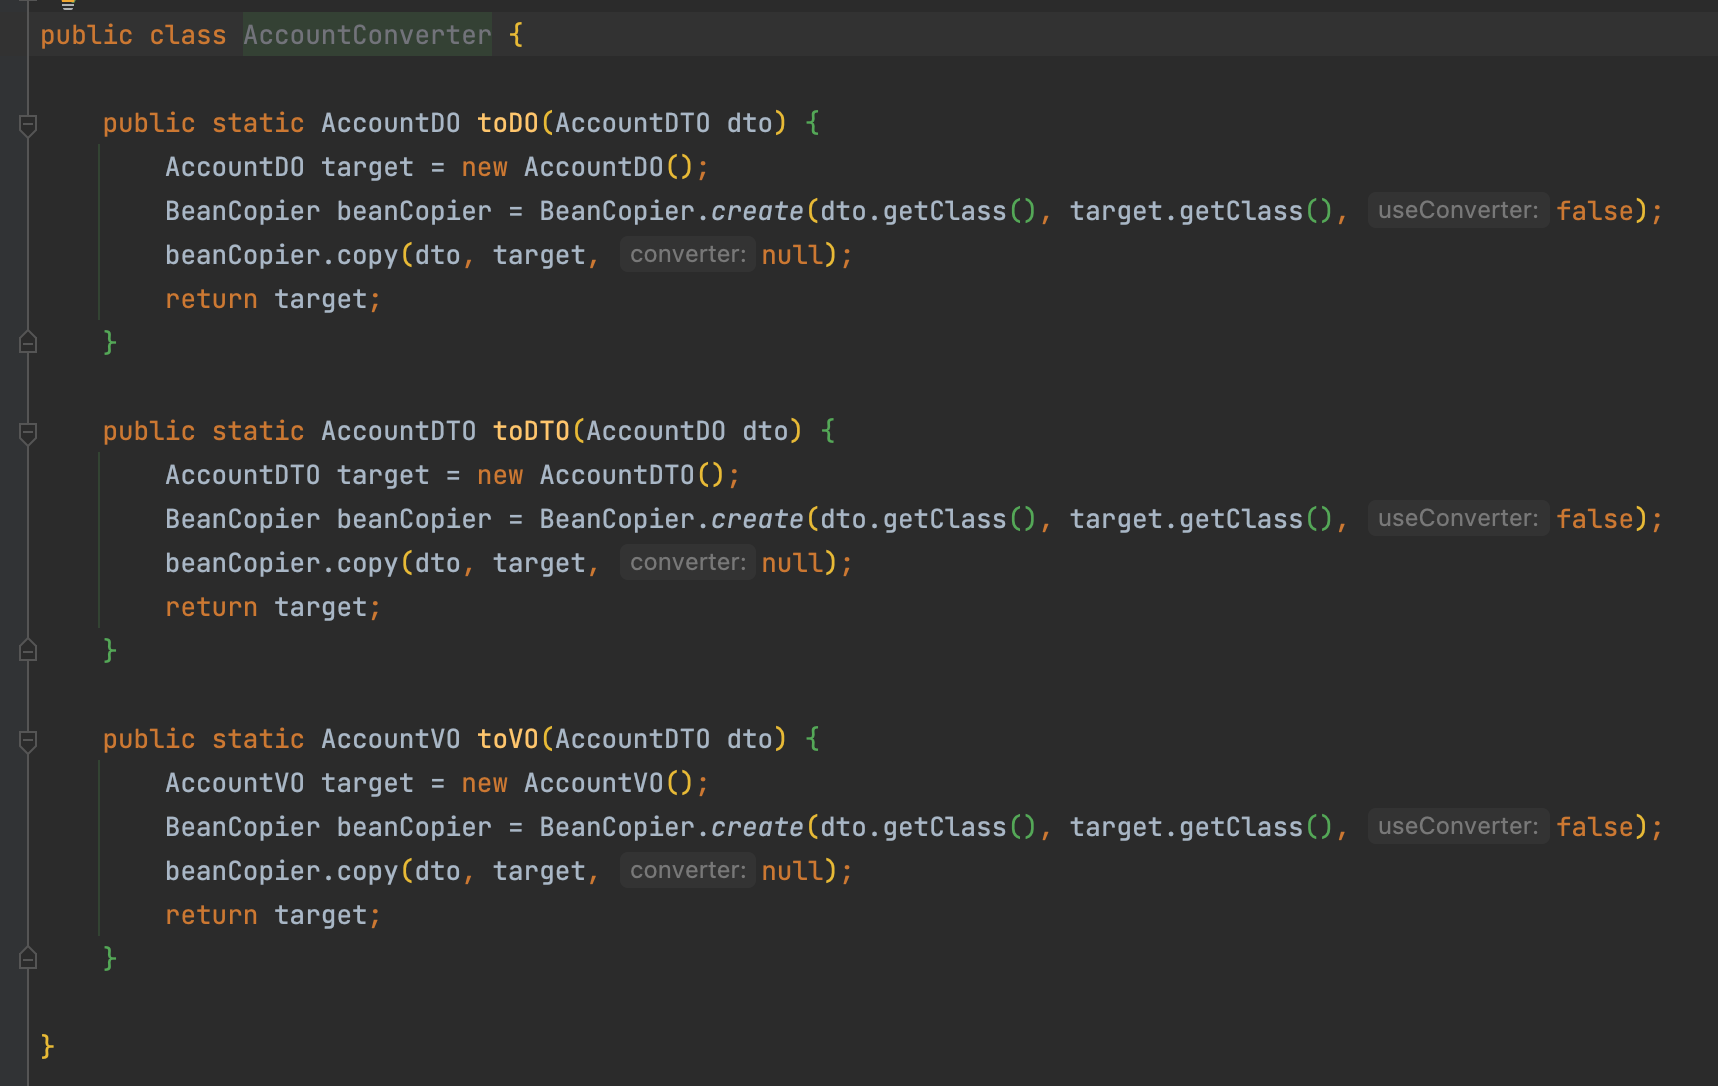 public class AccountConverter {
public static AccountDO toDO(AccountDTO dto) {
AccountDO target = new AccountDO();
BeanCopier beanCopier = BeanCopier.create(dto.getClass(), target.getClass(), useConverter: false);
beanCopier.copy(dto, target, converter: null);
return target;
}
public static AccountDTO toDTO(AccountDO dto) {
AccountDTO target = new AccountDTO();
BeanCopier beanCopier = BeanCopier.create(dto.getClass(), target.getClass(), useConverter: false);
beanCopier.copy(dto, target, converter: null);
return target;
}
public static AccountVO toVO(AccountDTO dto) {
AccountVO target = new AccountVO();
BeanCopier beanCopier = BeanCopier.create(dto.getClass(), target.getClass(), useConverter: false);
beanCopier.copy(dto, target, converter: null);
return target;
}
}